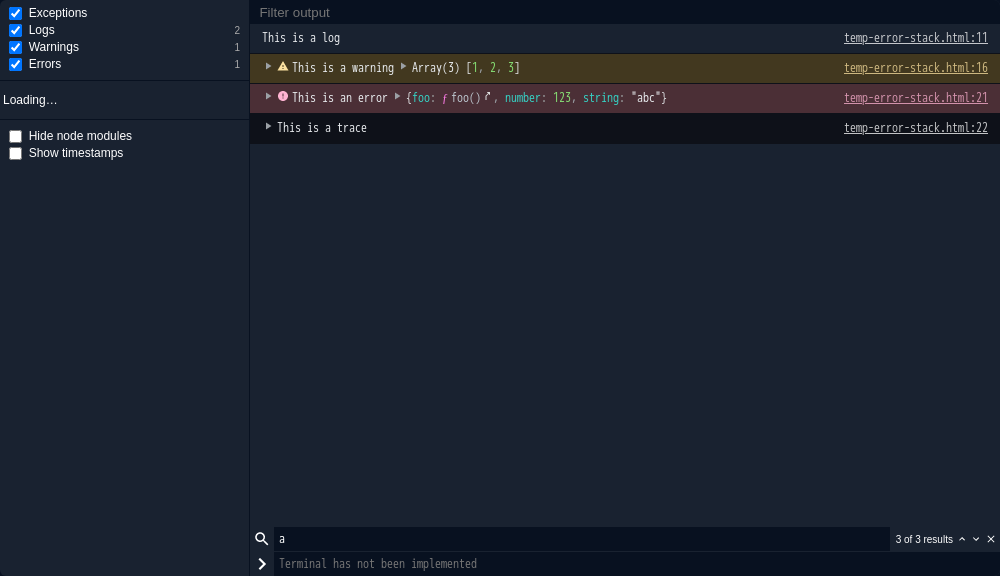 Exceptions
Logs 2
Warnings 1
Errors 1
Loading…
Hide node modules
Show timestamps
Filter output
This is a log temp-error-stack.html:11
This is a warning Array(3) [1, 2, 3] temp-error-stack.html:16
This is an error {foo: ƒ foo(), number: 123, string: "abc"} temp-error-stack.html:21
This is a trace temp-error-stack.html:22
a 3 of 3 results
Terminal has not been implemented